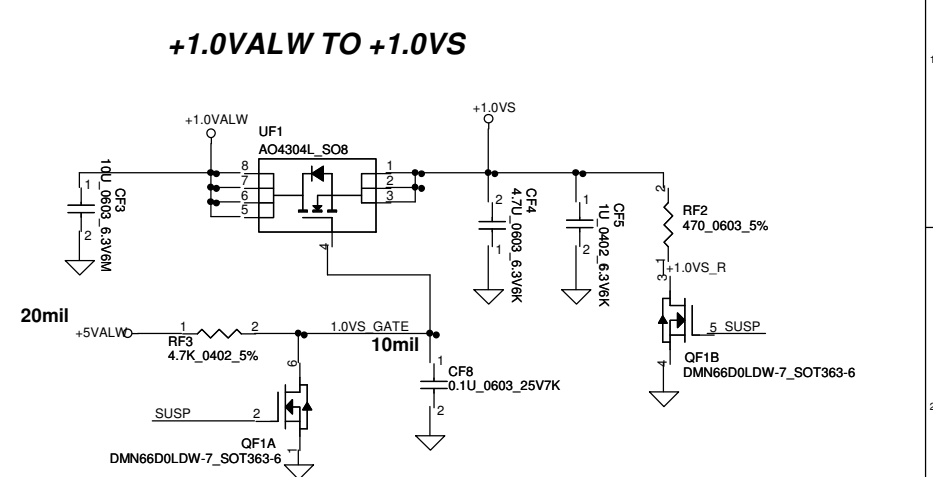 +1.0VALW TO +1.0VS
1
+1.0VALW
+1.0VS
UF1
AO4304L_SO8
8
7
6
5
1
2
3
4
1
2
CF3
10U_0603_6.3V6M
2
1
CF4
4.7U_0603_6.3V6K
1
2
CF5
1U_0402_6.3V6K
2
1
RF2
470_0603_5%
+1.0VS_R
3
5 SUSP
4
QF1B
DMN66D0LDW-7_SOT363-6
20mil
+5VALW
1
2
RF3
4.7K_0402_5%
1.0VS_GATE
10mil
6
1
2
CF8
0.1U_0603_25V7K
SUSP 2
1
QF1A
DMN66D0LDW-7_SOT363-6
2